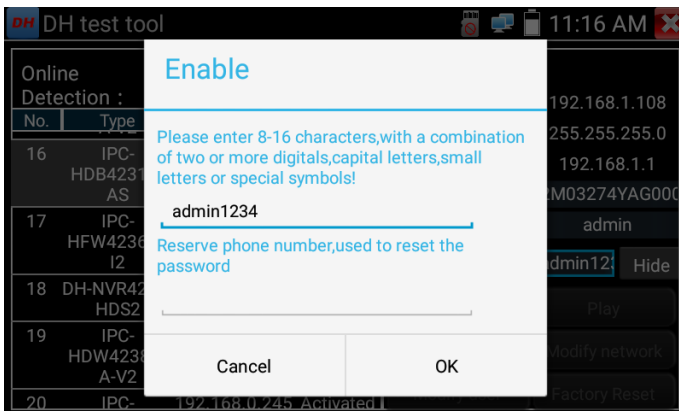 DH DH test tool 11:16 AM
Online
Detection :
No. Type
16 IPC-
HDB4231
AS
17 IPC-
HFW4236
I2
18 DH-NVR42
HDS2
19 IPC-
HDW4238
A-V2
20 IPC- 192.168.0.245 Activated
Enable
Please enter 8-16 characters,with a combination
of two or more digitals,capital letters,small
letters or special symbols!
admin1234
Reserve phone number,used to reset the
password
Cancel OK
192.168.1.108
255.255.255.0
192.168.1.1
2M03274YAG000
admin
admin123 Hide
Play
Modify network
Factory Reset